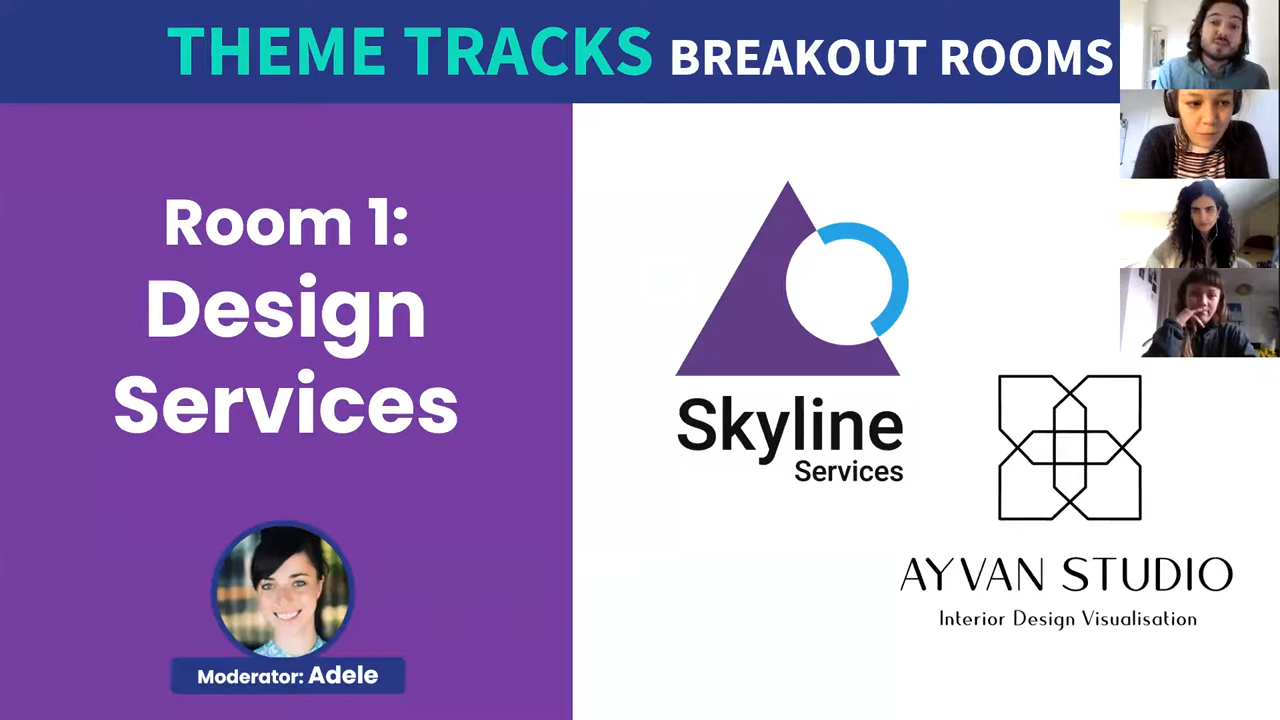 THEME TRACKS BREAKOUT ROOMS
Room 1:
Design
Services
Moderator: Adele
Skyline
Services
AYVAN STUDIO
Interior Design Visualisation